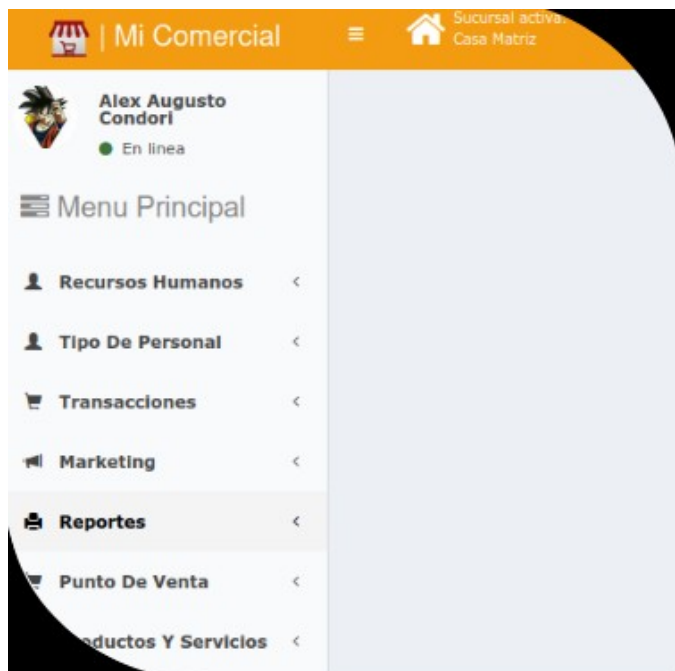 | Mi Comercial
Sucursal activa:
Casa Matriz
Alex Augusto
Condori
En linea
Menu Principal
Recursos Humanos
Tipo De Personal
Transacciones
Marketing
Reportes
Punto De Venta
Productos Y Servicios